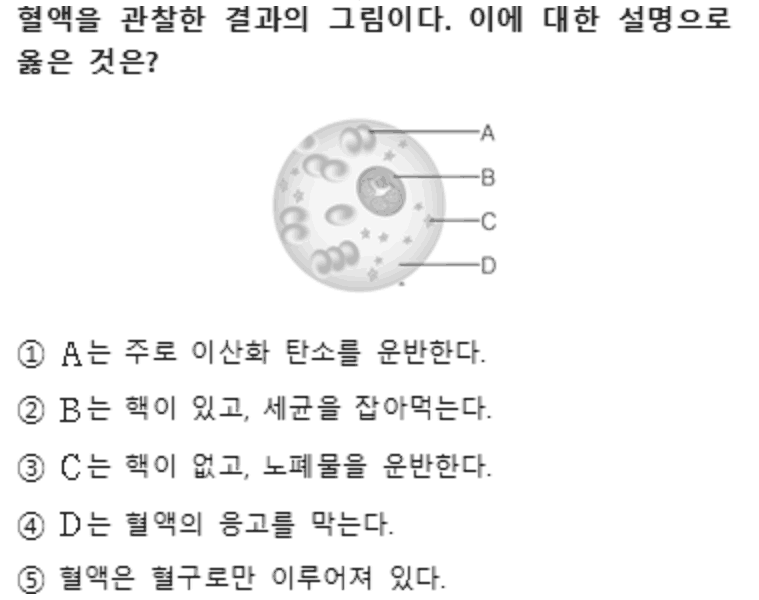 혈액을 관찰한 결과의 그림이다. 이에 대한 설명으로
옳은 것은?
A
B
C
D
① A는 주로 이산화 탄소를 운반한다.
② B는 핵이 있고, 세균을 잡아먹는다.
③ C는 핵이 없고, 노폐물을 운반한다.
④ D는 혈액의 응고를 막는다.
⑤ 혈액은 혈구로만 이루어져 있다.